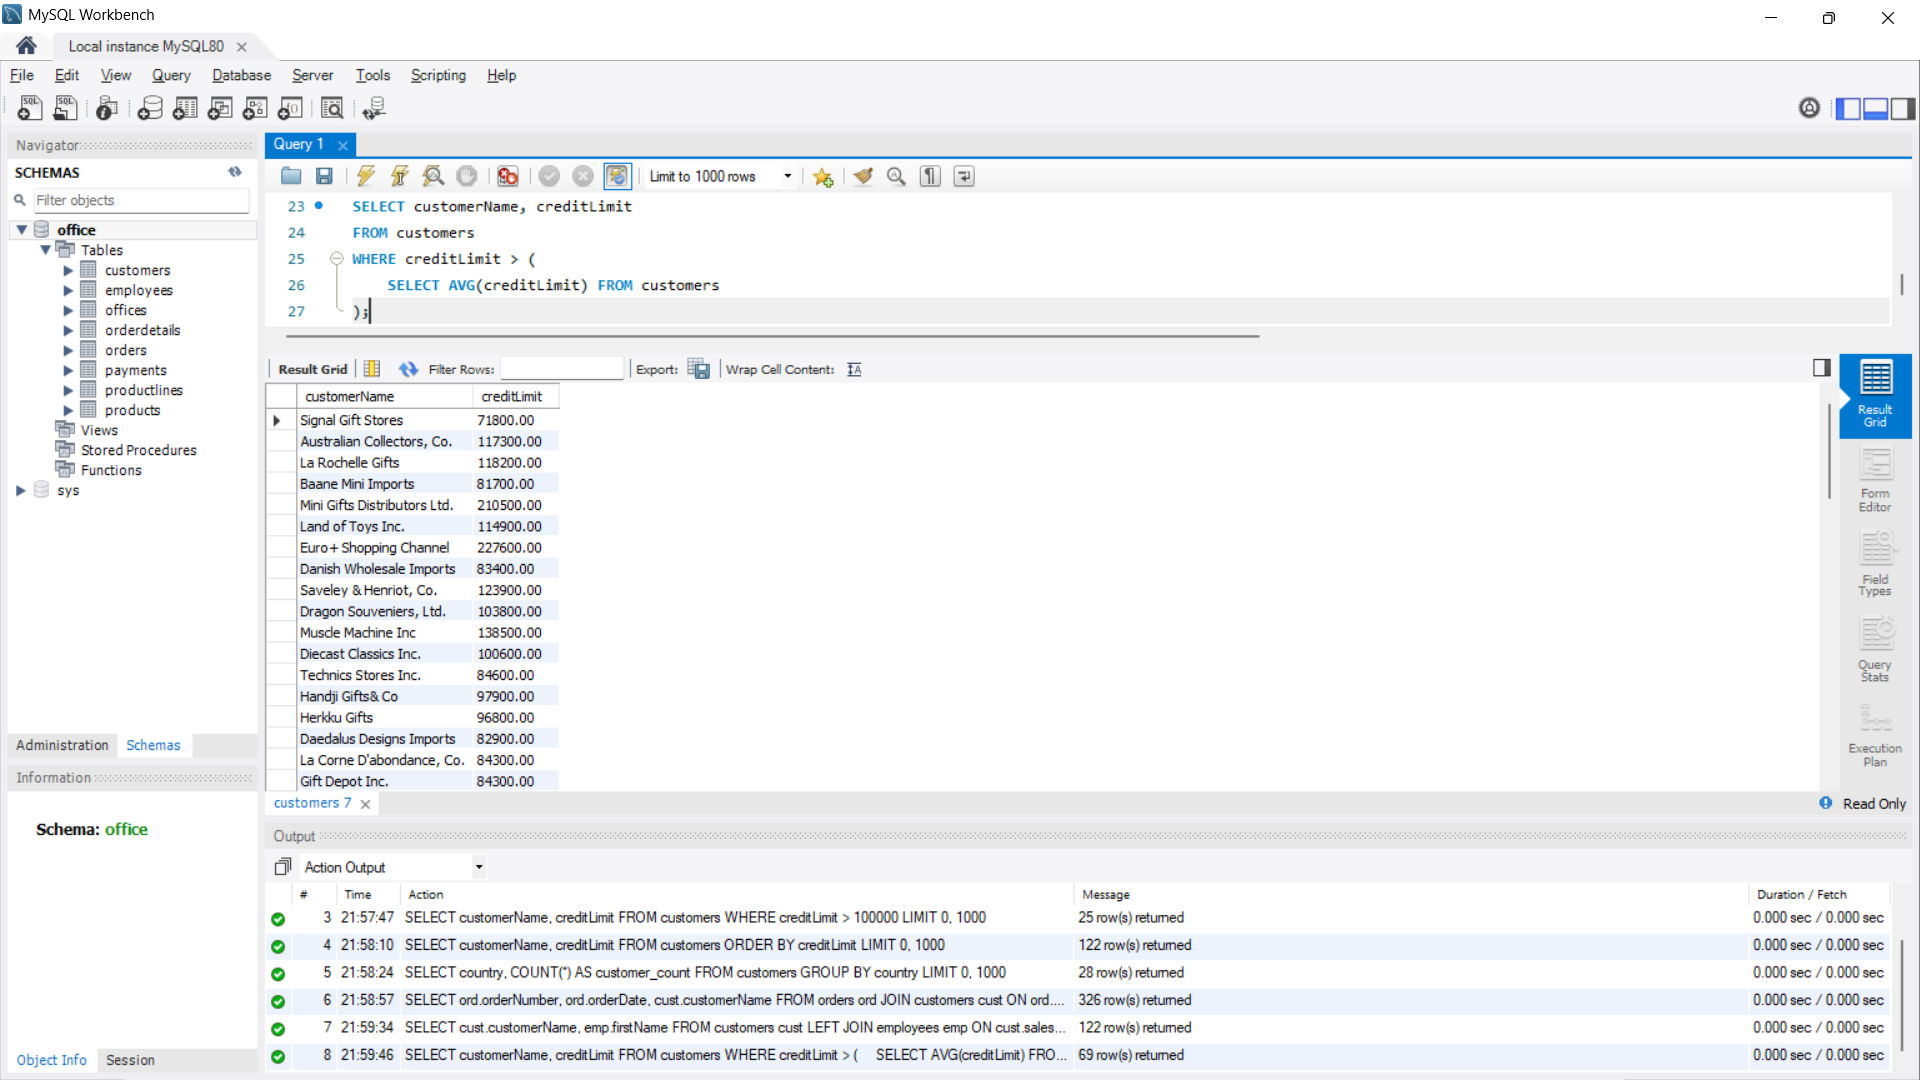 MySQL Workbench
Local instance MySQL80
File Edit View Query Database Server Tools Scripting Help
Navigator
SCHEMAS
Filter objects
office
Tables
customers
employees
offices
orderdetails
orders
payments
productlines
products
Views
Stored Procedures
Functions
sys
Administration Schemas
Information
Schema: office
Object Info Session
Query 1
Limit to 1000 rows
23 SELECT customerName, creditLimit
24 FROM customers
25 WHERE creditLimit > (
26 SELECT AVG(creditLimit) FROM customers
27 );
Result Grid Filter Rows: Export: Wrap Cell Content:
customerName creditLimit
Signal Gift Stores 71800.00
Australian Collectors, Co. 117300.00
La Rochelle Gifts 118200.00
Baane Mini Imports 81700.00
Mini Gifts Distributors Ltd. 210500.00
Land of Toys Inc. 114900.00
Euro+ Shopping Channel 227600.00
Danish Wholesale Imports 83400.00
Saveley & Henriot, Co. 123900.00
Dragon Souveniers, Ltd. 103800.00
Muscle Machine Inc 138500.00
Diecast Classics Inc. 100600.00
Technics Stores Inc. 84600.00
Handji Gifts& Co 97900.00
Herkku Gifts 96800.00
Daedalus Designs Imports 82900.00
La Corne D'abondance, Co. 84300.00
Gift Depot Inc. 84300.00
Result
Grid
Form
Editor
Field
Types
Query
Stats
Execution
Plan
customers 7
Read Only
Output
Action Output
# Time Action Message Duration / Fetch
3 21:57:47 SELECT customerName, creditLimit FROM customers WHERE creditLimit > 100000 LIMIT 0, 1000 25 row(s) returned 0.000 sec / 0.000 sec
4 21:58:10 SELECT customerName, creditLimit FROM customers ORDER BY creditLimit LIMIT 0, 1000 122 row(s) returned 0.000 sec / 0.000 sec
5 21:58:24 SELECT country, COUNT(*) AS customer_count FROM customers GROUP BY country LIMIT 0, 1000 28 row(s) returned 0.000 sec / 0.000 sec
6 21:58:57 SELECT ord.orderNumber, ord.orderDate, cust.customerName FROM orders ord JOIN customers cust ON ord.... 326 row(s) returned 0.000 sec / 0.000 sec
7 21:59:34 SELECT cust.customerName, emp.firstName FROM customers cust LEFT JOIN employees emp ON cust.sales... 122 row(s) returned 0.000 sec / 0.000 sec
8 21:59:46 SELECT customerName, creditLimit FROM customers WHERE creditLimit > ( SELECT AVG(creditLimit) FRO... 69 row(s) returned 0.000 sec / 0.000 sec